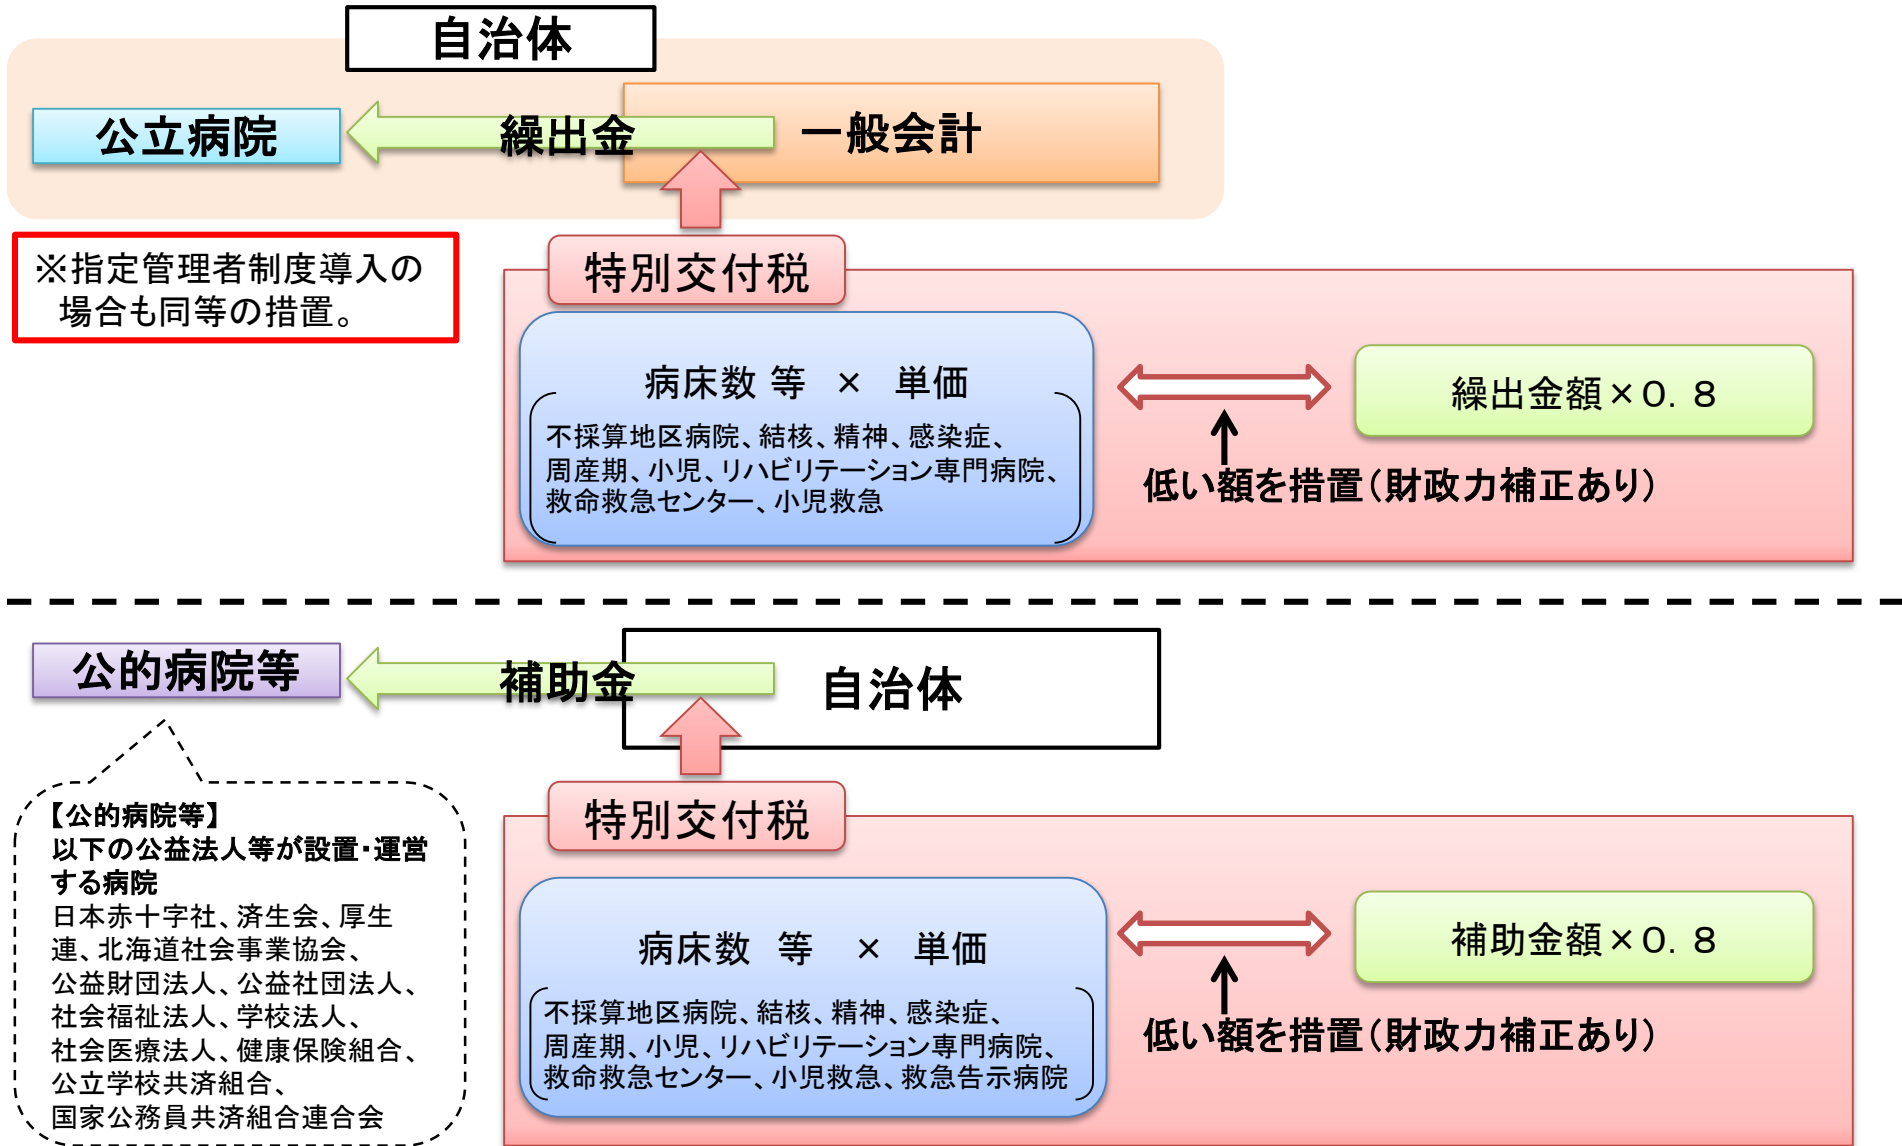 自治体
公立病院
繰出金
一般会計
※指定管理者制度導入の
場合も同等の措置。
特別交付税
病床数 等 × 単価
不採算地区病院、結核、精神、感染症、
周産期、小児、リハビリテーション専門病院、
救命救急センター、小児救急
繰出金額×０．８
低い額を措置（財政力補正あり）
公的病院等
補助金
自治体
【公的病院等】
以下の公益法人等が設置・運営
する病院
日本赤十字社、済生会、厚生
連、北海道社会事業協会、
公益財団法人、公益社団法人、
社会福祉法人、学校法人、
社会医療法人、健康保険組合、
公立学校共済組合、
国家公務員共済組合連合会
特別交付税
病床数 等 × 単価
不採算地区病院、結核、精神、感染症、
周産期、小児、リハビリテーション専門病院、
救命救急センター、小児救急、救急告示病院
補助金額×０．８
低い額を措置（財政力補正あり）